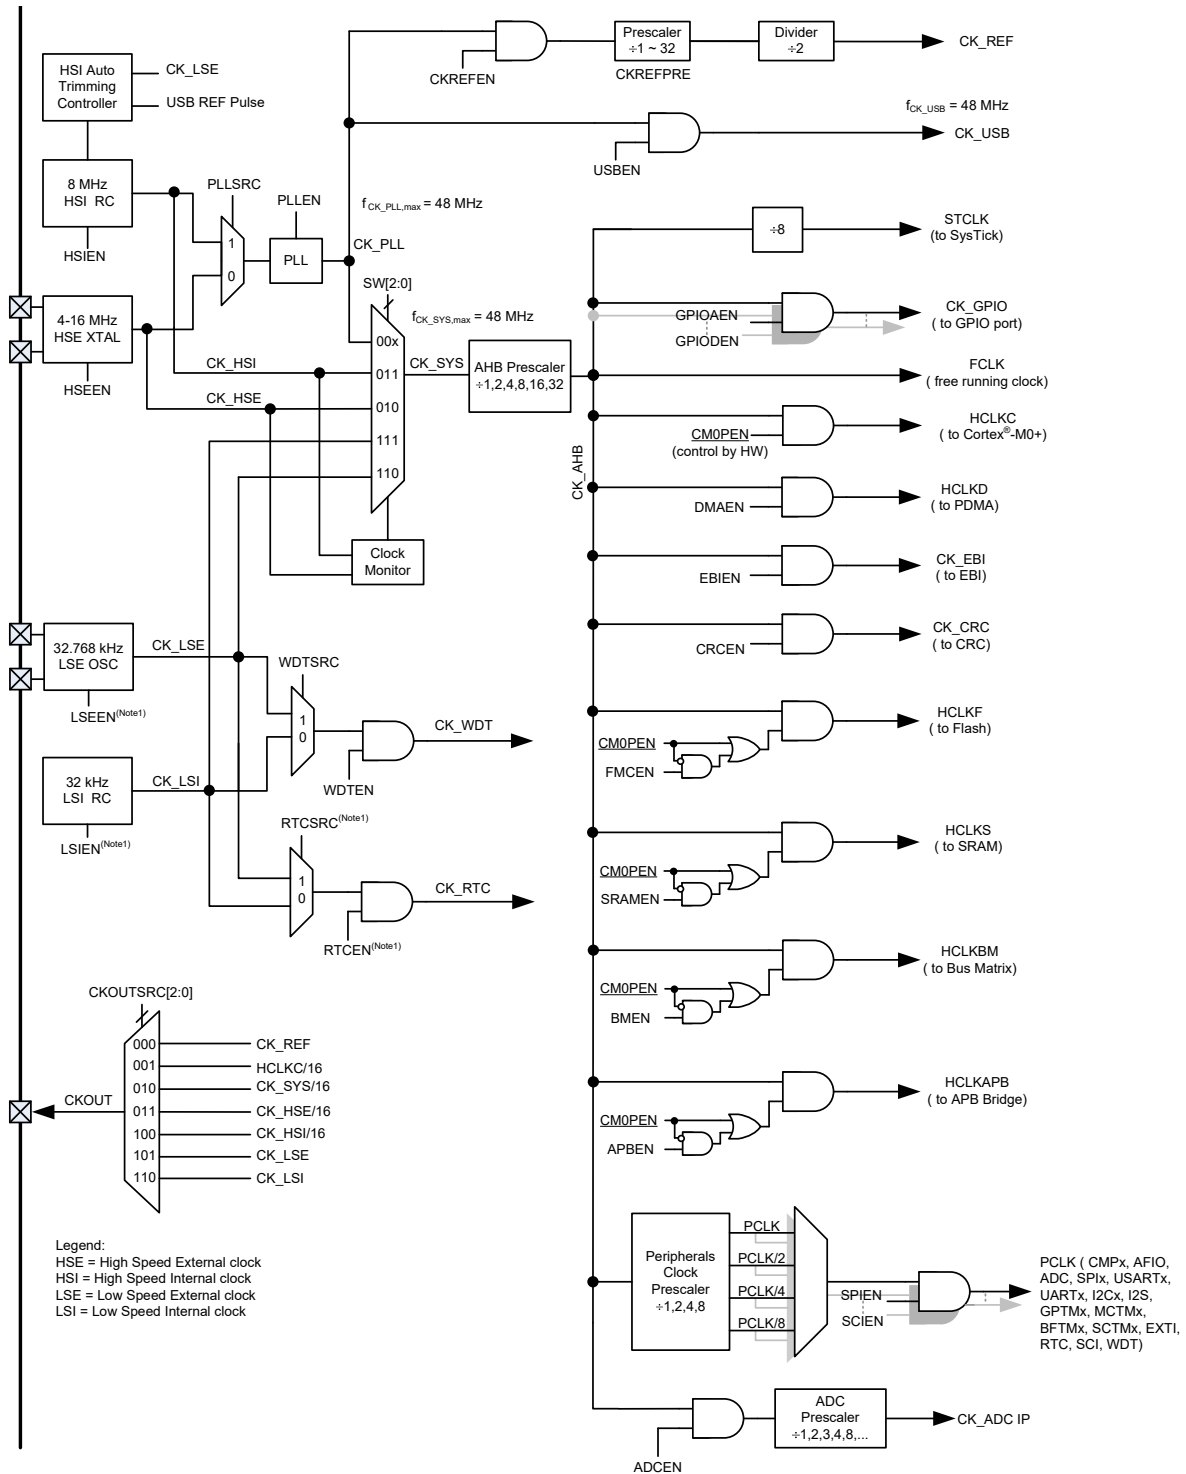 Prescaler
÷1 ~ 32
Divider
÷2
CK_REF
CKREFEN
CKREFPRE
HSI Auto
Trimming
Controller
CK_LSE
USB REF Pulse
fCK_USB = 48 MHz
CK_USB
USBEN
8 MHz
HSI RC
HSIEN
PLLSRC
1
0
PLLEN
PLL
fCK_PLL,max = 48 MHz
CK_PLL
÷8
STCLK
(to SysTick)
4-16 MHz
HSE XTAL
HSEEN
SW[2:0]
fCK_SYS,max = 48 MHz
00x
011
010
111
110
CK_HSI
CK_HSE
CK_SYS
AHB Prescaler
÷1,2,4,8,16,32
CK_AHB
GPIOAEN
GPIODEN
CK_GPIO
( to GPIO port)
FCLK
( free running clock)
CM0PEN
(control by HW)
HCLKC
( to Cortex®-M0+)
DMAEN
HCLKD
( to PDMA)
Clock
Monitor
EBIEN
CK_EBI
( to EBI)
CRCEN
CK_CRC
( to CRC)
32.768 kHz
LSE OSC
LSEEN(Note1)
CK_LSE
WDTSRC
1
0
CK_WDT
WDTEN
CM0PEN
FMCEN
HCLKF
( to Flash)
32 kHz
LSI RC
LSIEN(Note1)
CK_LSI
RTCSRC(Note1)
1
0
CK_RTC
RTCEN(Note1)
CM0PEN
SRAMEN
HCLKS
( to SRAM)
CM0PEN
BMEN
HCLKBM
( to Bus Matrix)
CKOUTSRC[2:0]
CKOUT
000 CK_REF
001 HCLKC/16
010 CK_SYS/16
011 CK_HSE/16
100 CK_HSI/16
101 CK_LSE
110 CK_LSI
CM0PEN
APBEN
HCLKAPB
( to APB Bridge)
Legend:
HSE = High Speed External clock
HSI = High Speed Internal clock
LSE = Low Speed External clock
LSI = Low Speed Internal clock
Peripherals
Clock
Prescaler
÷1,2,4,8
PCLK
PCLK/2
PCLK/4
PCLK/8
SPIEN
SCIEN
PCLK ( CMPx, AFIO,
ADC, SPIx, USARTx,
UARTx, I2Cx, I2S,
GPTMx, MCTMx,
BFTMx, SCTMx, EXTI,
RTC, SCI, WDT)
ADCEN
ADC
Prescaler
÷1,2,3,4,8,...
CK_ADC IP